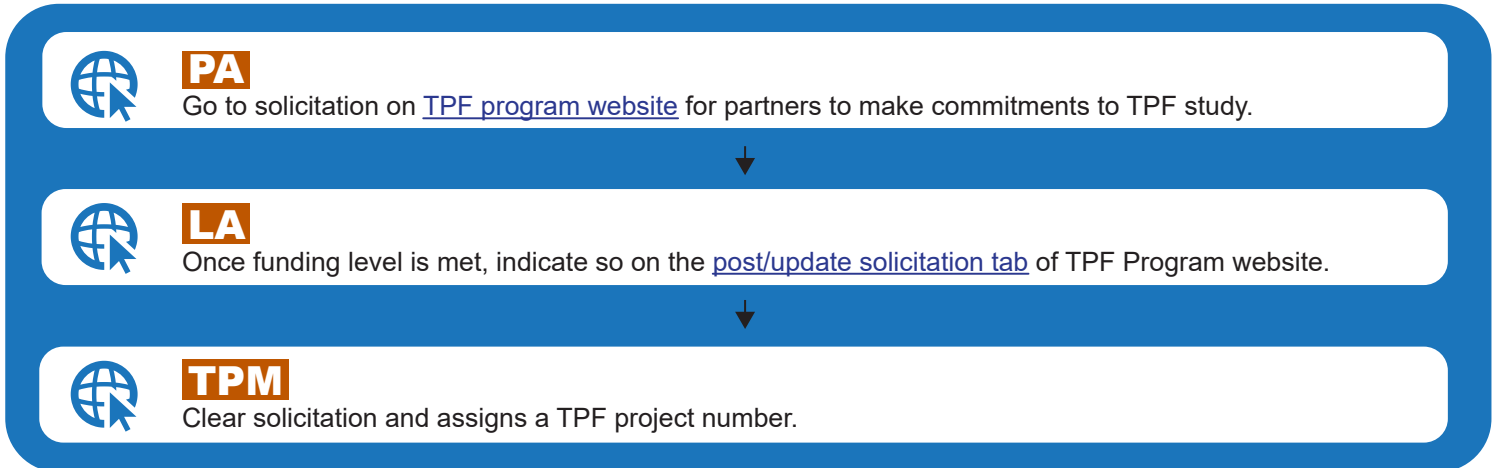 PA
Go to solicitation on TPF program website for partners to make commitments to TPF study.
LA
Once funding level is met, indicate so on the post/update solicitation tab of TPF Program website.
TPM
Clear solicitation and assigns a TPF project number.